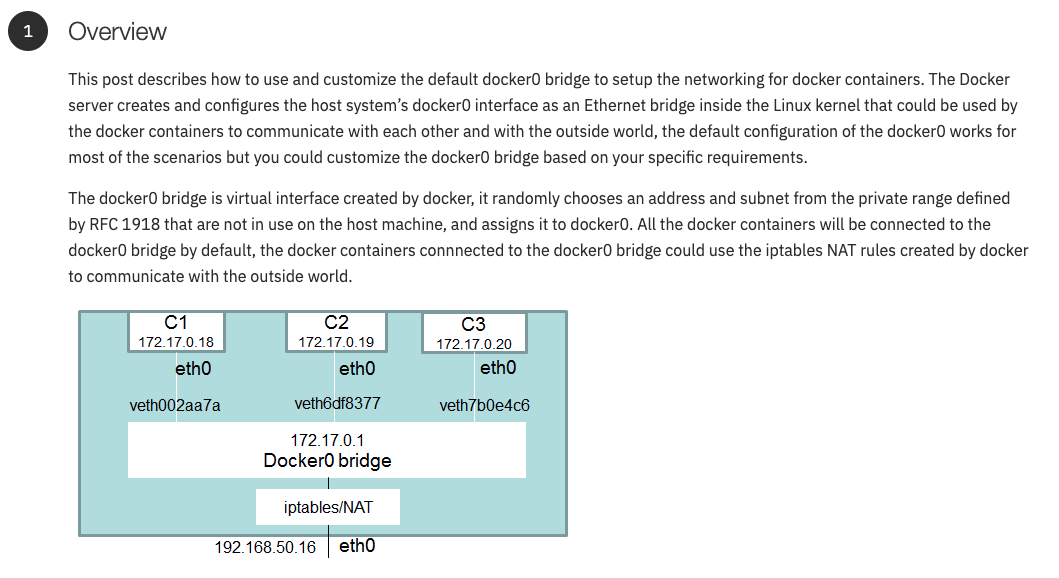 1 Overview
This post describes how to use and customize the default docker0 bridge to setup the networking for docker containers. The Docker
server creates and configures the host system's docker0 interface as an Ethernet bridge inside the Linux kernel that could be used by
the docker containers to communicate with each other and with the outside world, the default configuration of the docker0 works for
most of the scenarios but you could customize the docker0 bridge based on your specific requirements.
The docker0 bridge is virtual interface created by docker, it randomly chooses an address and subnet from the private range defined
by RFC 1918 that are not in use on the host machine, and assigns it to docker0. All the docker containers will be connected to the
docker0 bridge by default, the docker containers connnected to the docker0 bridge could use the iptables NAT rules created by docker
to communicate with the outside world.
C1 C2 C3
172.17.0.18 172.17.0.19 172.17.0.20
eth0 eth0 eth0
veth002aa7a veth6df8377 veth7b0e4c6
172.17.0.1
Docker0 bridge
iptables/NAT
192.168.50.16 eth0